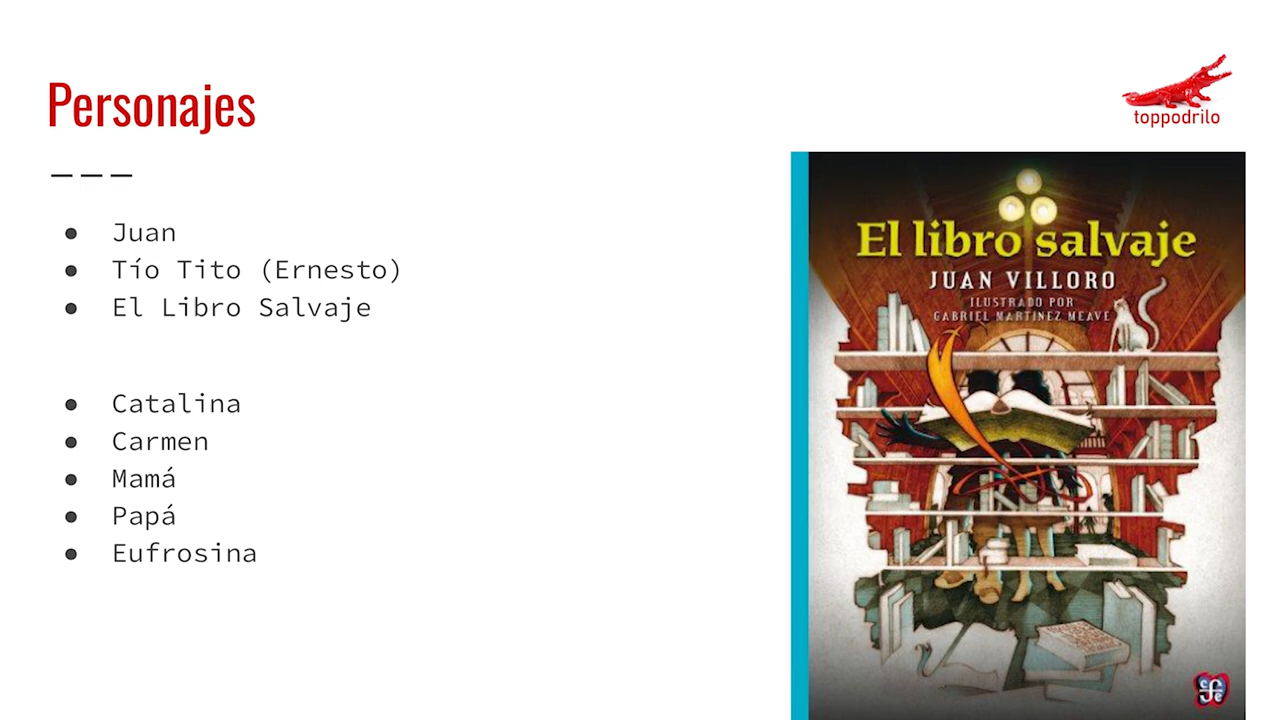 Personajes
toppodrilo
Juan
Tío Tito (Ernesto)
El Libro Salvaje
Catalina
Carmen
Mamá
Papá
Eufrosina
El libro salvaje
JUAN VILLORO
ILUSTRADO POR
GABRIEL MARTÍNEZ MEAVE